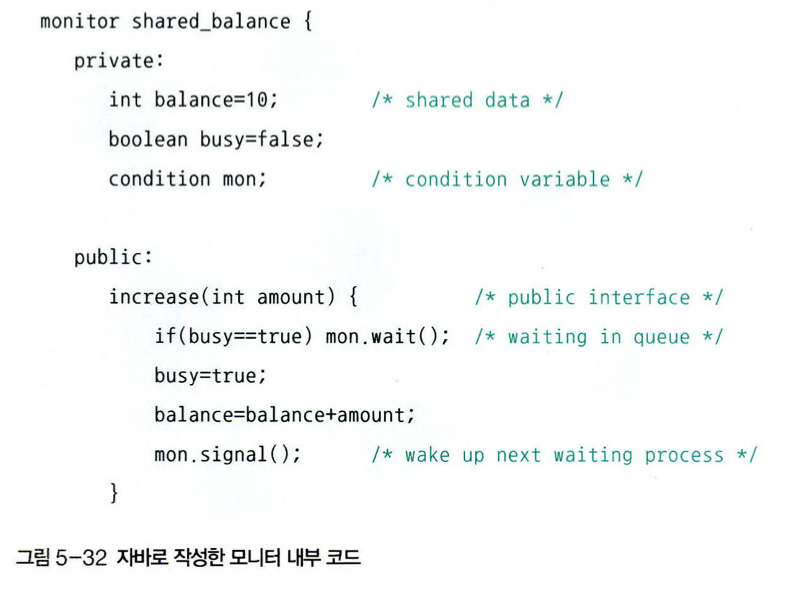 monitor shared_balance {
private:
int balance=10; /* shared data */
boolean busy=false;
condition mon; /* condition variable */
public:
increase(int amount) { /* public interface */
if(busy==true) mon.wait(); /* waiting in queue */
busy=true;
balance=balance+amount;
mon.signal(); /* wake up next waiting process */
}
그림 5-32 자바로 작성한 모니터 내부 코드